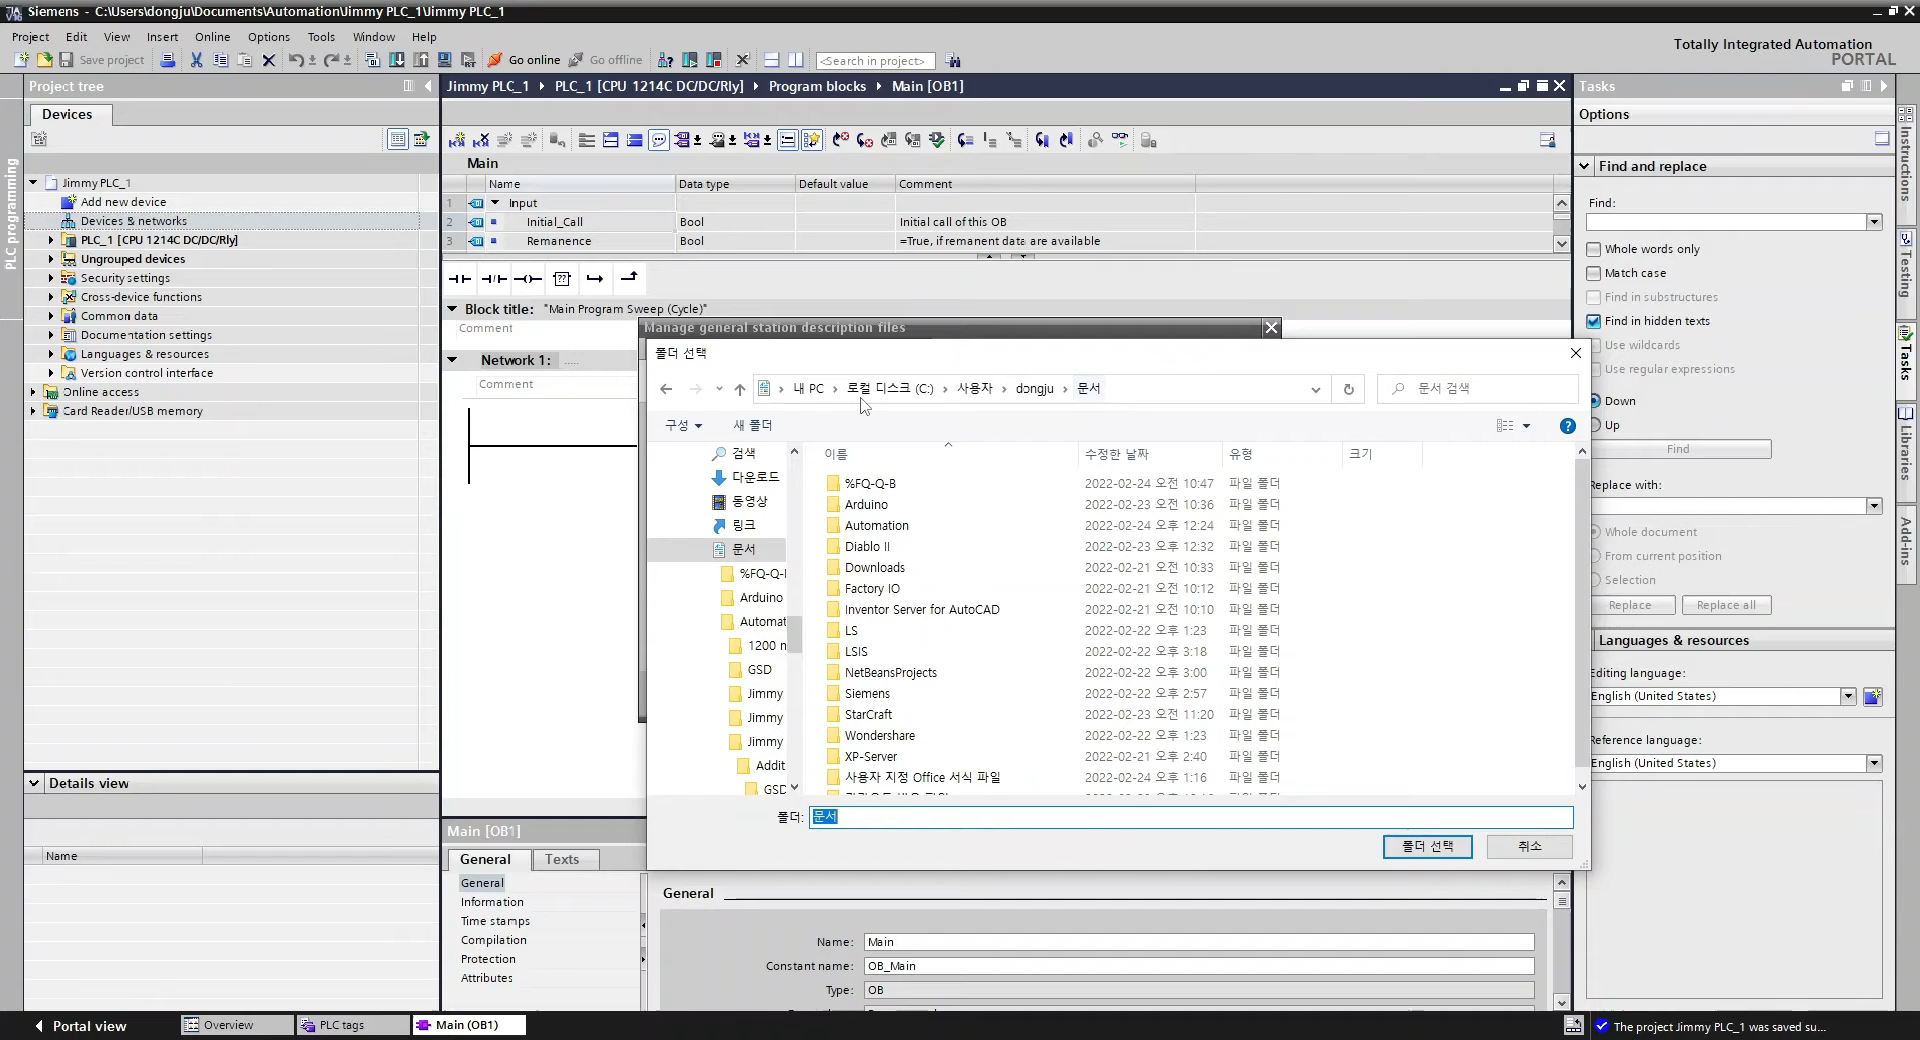 Siemens - C:\Users\dongju\Documents\Automation\Jimmy PLC_1\Jimmy PLC_1
Project Edit View Insert Online Options Tools Window Help
Totally Integrated Automation
PORTAL
Save project
Go online
Go offline
<Search in project>
Project tree
Devices
PLC programming
Jimmy PLC_1
Add new device
Devices & networks
PLC_1 [CPU 1214C DC/DC/Rly]
Ungrouped devices
Security settings
Cross-device functions
Common data
Documentation settings
Languages & resources
Version control interface
Online access
Card Reader/USB memory
Details view
Name
Jimmy PLC_1 PLC_1 [CPU 1214C DC/DC/Rly] Program blocks Main [OB1]
Main
Name Data type Default value Comment
1 Input
2 Initial_Call Bool Initial call of this OB
3 Remanence Bool =True, if remanent data are available
Block title: "Main Program Sweep (Cycle)"
Comment
Network 1: .....
Comment
Manage general station description files
폴더 선택
내 PC 로컬 디스크 (C:) 사용자 dongju 문서
문서 검색
구성 새 폴더
검색
다운로드
동영상
링크
문서
%FQ-Q-
Arduino
Automat
1200 n
GSD
Jimmy
Jimmy
Jimmy
Addit
GSD
이름 수정한 날짜 유형 크기
%FQ-Q-B 2022-02-24 오전 10:47 파일 폴더
Arduino 2022-02-23 오전 10:36 파일 폴더
Automation 2022-02-24 오후 12:24 파일 폴더
Diablo II 2022-02-23 오후 12:32 파일 폴더
Downloads 2022-02-21 오전 10:33 파일 폴더
Factory IO 2022-02-21 오전 10:12 파일 폴더
Inventor Server for AutoCAD 2022-02-21 오전 10:10 파일 폴더
LS 2022-02-22 오후 1:23 파일 폴더
LSIS 2022-02-22 오후 3:18 파일 폴더
NetBeansProjects 2022-02-22 오후 3:00 파일 폴더
Siemens 2022-02-22 오후 2:57 파일 폴더
StarCraft 2022-02-23 오전 11:20 파일 폴더
Wondershare 2022-02-22 오후 1:23 파일 폴더
XP-Server 2022-02-21 오후 2:40 파일 폴더
사용자 지정 Office 서식 파일 2022-02-24 오후 1:16 파일 폴더
폴더: 문서
폴더 선택 취소
Main [OB1]
General Texts
General
Information
Time stamps
Compilation
Protection
Attributes
General
Name: Main
Constant name: OB_Main
Type: OB
Tasks
Options
Find and replace
Find:
Whole words only
Match case
Find in substructures
Find in hidden texts
Use wildcards
Use regular expressions
Down
Up
Find
Replace with:
Whole document
From current position
Selection
Replace Replace all
Languages & resources
Editing language:
English (United States)
Reference language:
English (United States)
Instructions
Testing
Tasks
Libraries
Add-ins
Portal view Overview PLC tags Main (OB1)
The project Jimmy PLC_1 was saved su...